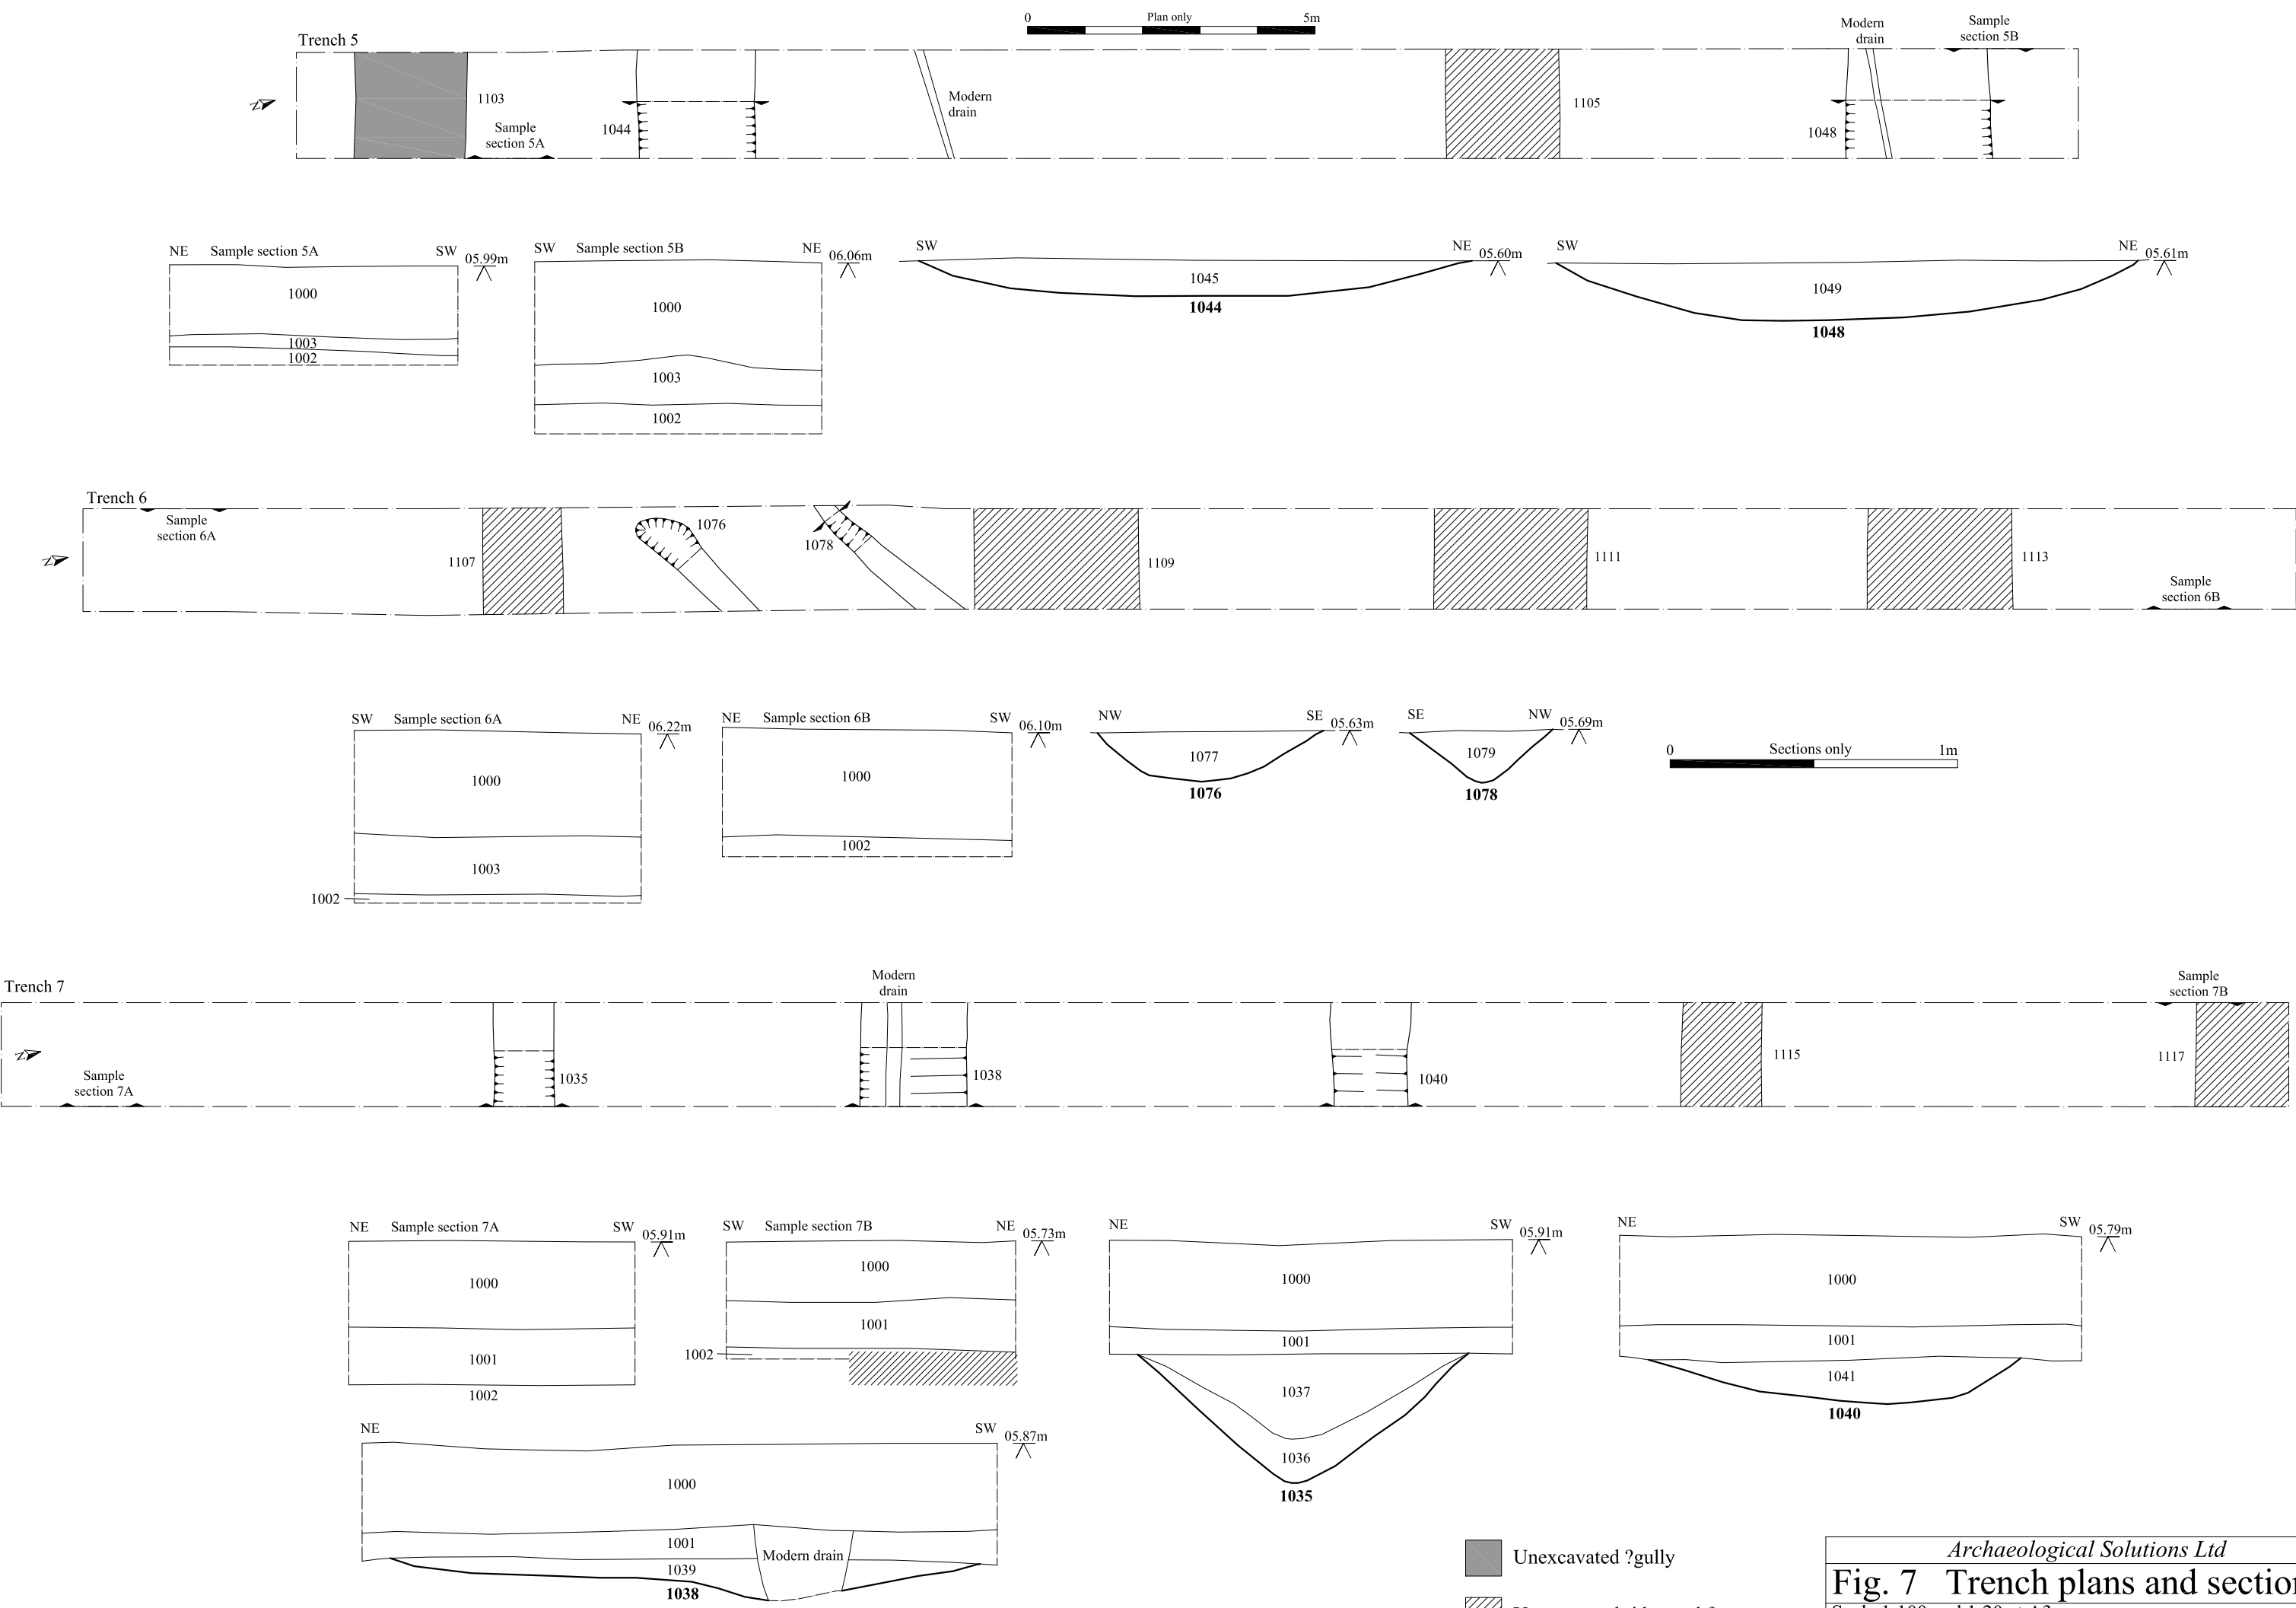 0 Plan only 5m
Trench 5
Modern
drain
Sample
section 5B
N
1103
Sample
section 5A
1044
Modern
drain
1105
1048
NE Sample section 5A SW 05.99m
1000
1003
1002
SW Sample section 5B NE 06.06m
1000
1003
1002
SW NE 05.60m
1045
1044
SW NE 05.61m
1049
1048
Trench 6
Sample
section 6A
N
1107
1076
1078
1109
1111
1113
Sample
section 6B
SW Sample section 6A NE 06.22m
1000
1003
1002
NE Sample section 6B SW 06.10m
1000
1002
NW SE 05.63m
1077
1076
SE NW 05.69m
1079
1078
0 Sections only 1m
Trench 7
Modern
drain
Sample
section 7B
N
Sample
section 7A
1035
1038
1040
1115
1117
NE Sample section 7A SW 05.91m
1000
1001
1002
SW Sample section 7B NE 05.73m
1000
1001
1002
NE SW 05.91m
1000
1001
1037
1036
1035
NE SW 05.79m
1000
1001
1041
1040
NE SW 05.87m
1000
1001
Modern drain
1039
1038
Unexcavated ?gully
Archaeological Solutions Ltd
Fig. 7 Trench plans and section